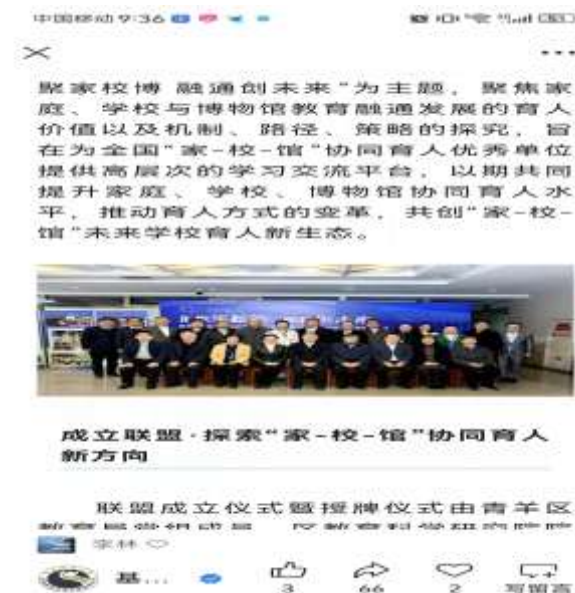 中国移动 9:36
聚家校博 融通创未来"为主题，聚焦家
庭、学校与博物馆教育融通发展的育人
价值以及机制、路径、策略的探究，旨
在为全国"家-校-馆"协同育人优秀单位
提供高层次的学习交流平台，以期共同
提升家庭、学校、博物馆协同育人水
平，推动育人方式的变革，共创"家-校-
馆"未来学校育人新生态。
成立联盟·探索"家-校-馆"协同育人
新方向
联盟成立仪式暨授牌仪式由青羊区
李林
基...
3 66 2 写留言